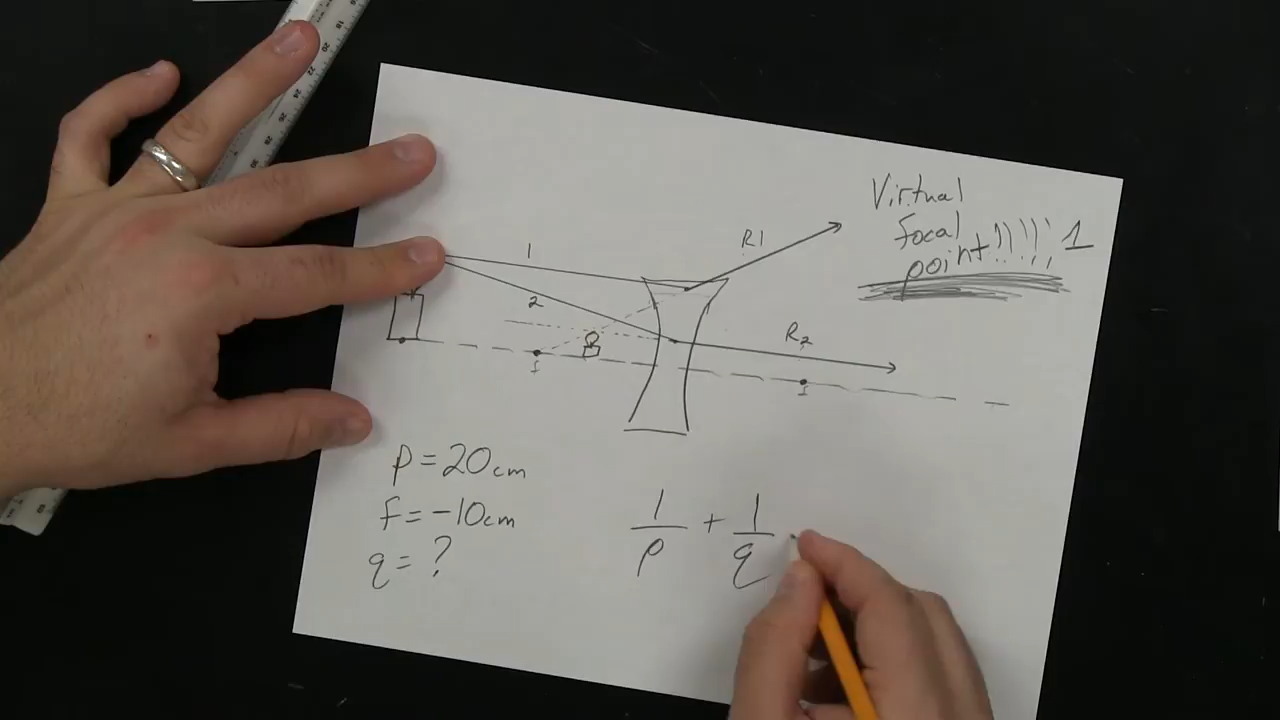 Virtual
focal
point!!!!!! 1
R1
1
2
R2
f
f
p = 20cm
f = -10cm
q = ?
1/p + 1/q